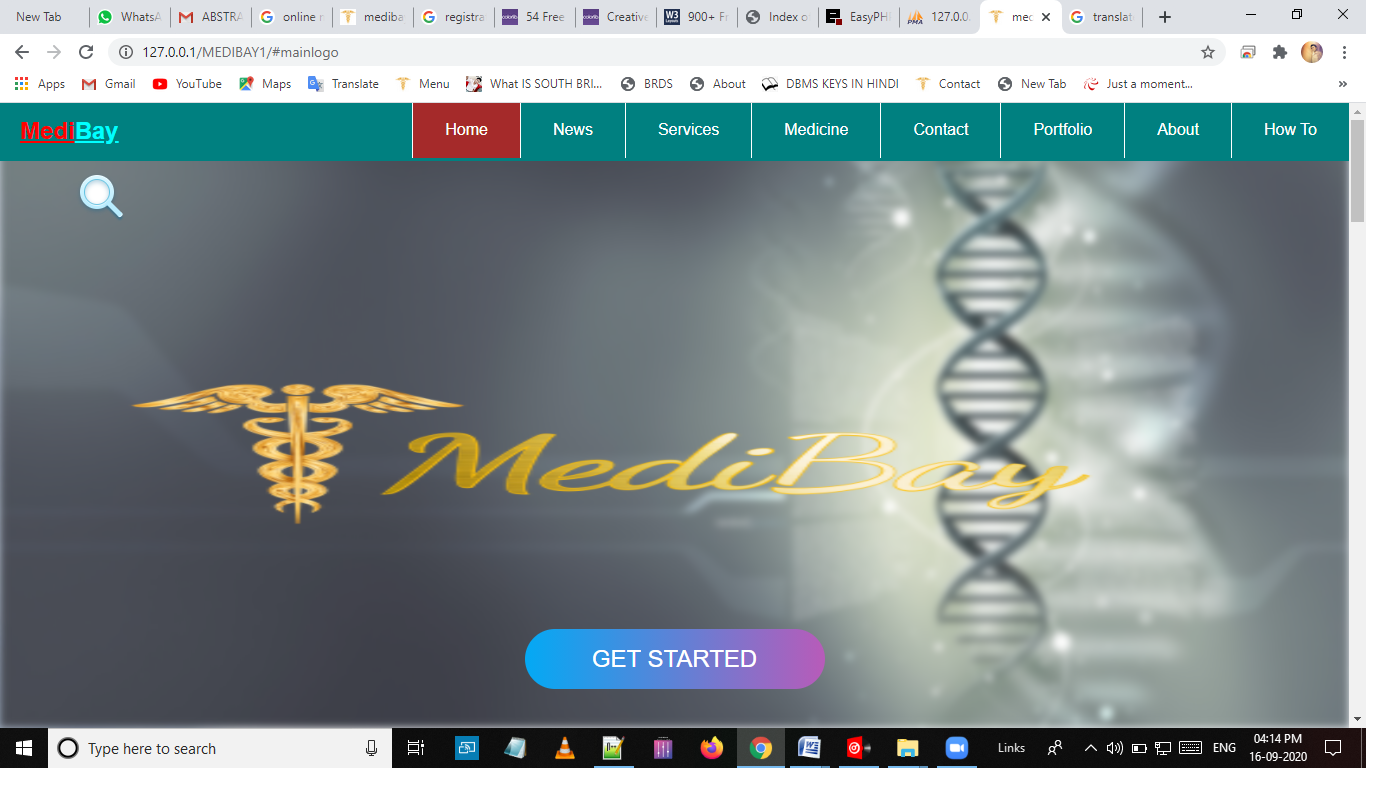 New Tab WhatsA ABSTRA online r mediba registra 54 Free Creative 900+ Fr Index o EasyPHI 127.0.0. mec translat
127.0.0.1/MEDIBAY1/#mainlogo
Apps Gmail YouTube Maps Translate Menu What IS SOUTH BRI... BRDS About DBMS KEYS IN HINDI Contact New Tab Just a moment... »
MediBay Home News Services Medicine Contact Portfolio About How To
MediBay
GET STARTED
Type here to search Links ENG 04:14 PM
16-09-2020